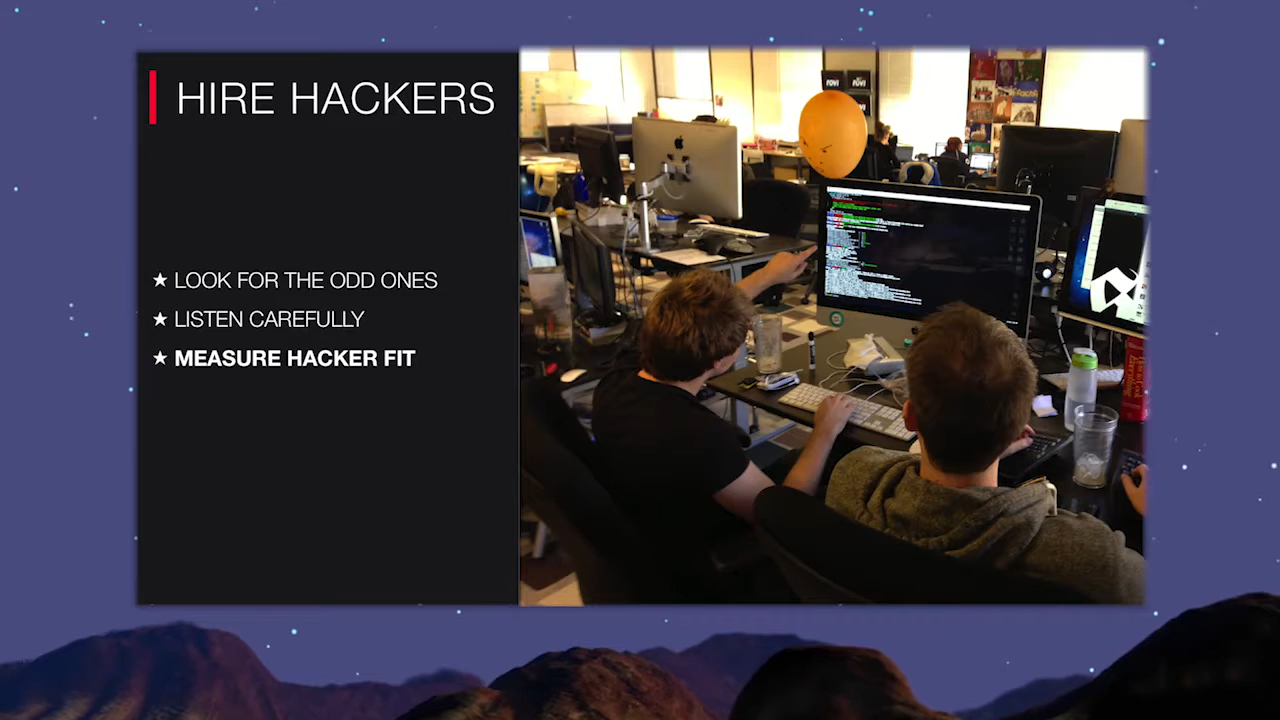 HIRE HACKERS
★ LOOK FOR THE ODD ONES
★ LISTEN CAREFULLY
★ MEASURE HACKER FIT